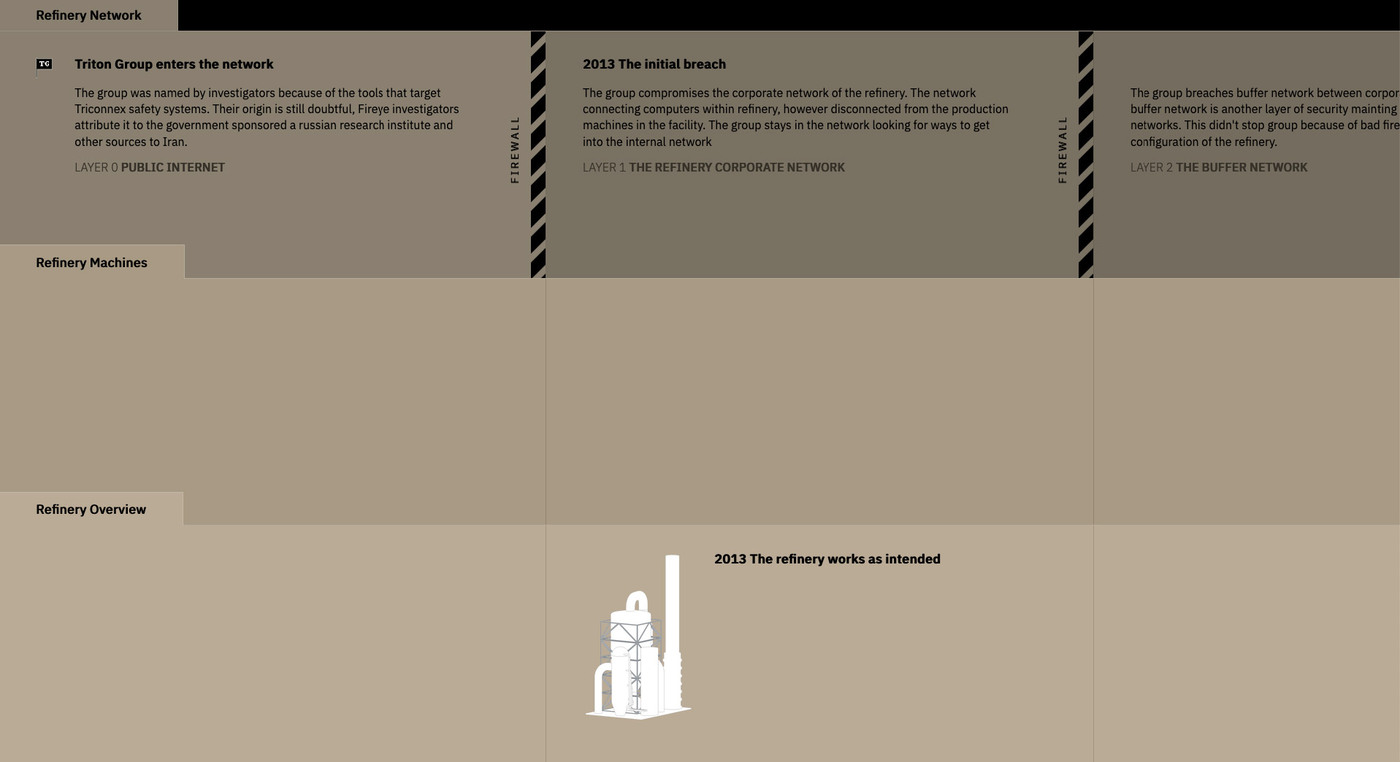 Refinery Network
TG
Triton Group enters the network
The group was named by investigators because of the tools that target
Triconnex safety systems. Their origin is still doubtful, Fireye investigators
attribute it to the government sponsored a russian research institute and
other sources to Iran.
LAYER 0 PUBLIC INTERNET
FIREWALL
2013 The initial breach
The group compromises the corporate network of the refinery. The network
connecting computers within refinery, however disconnected from the production
machines in the facility. The group stays in the network looking for ways to get
into the internal network
LAYER 1 THE REFINERY CORPORATE NETWORK
FIREWALL
The group breaches buffer network between corpor
buffer network is another layer of security mainting
networks. This didn't stop group because of bad fire
configuration of the refinery.
LAYER 2 THE BUFFER NETWORK
Refinery Machines
Refinery Overview
2013 The refinery works as intended